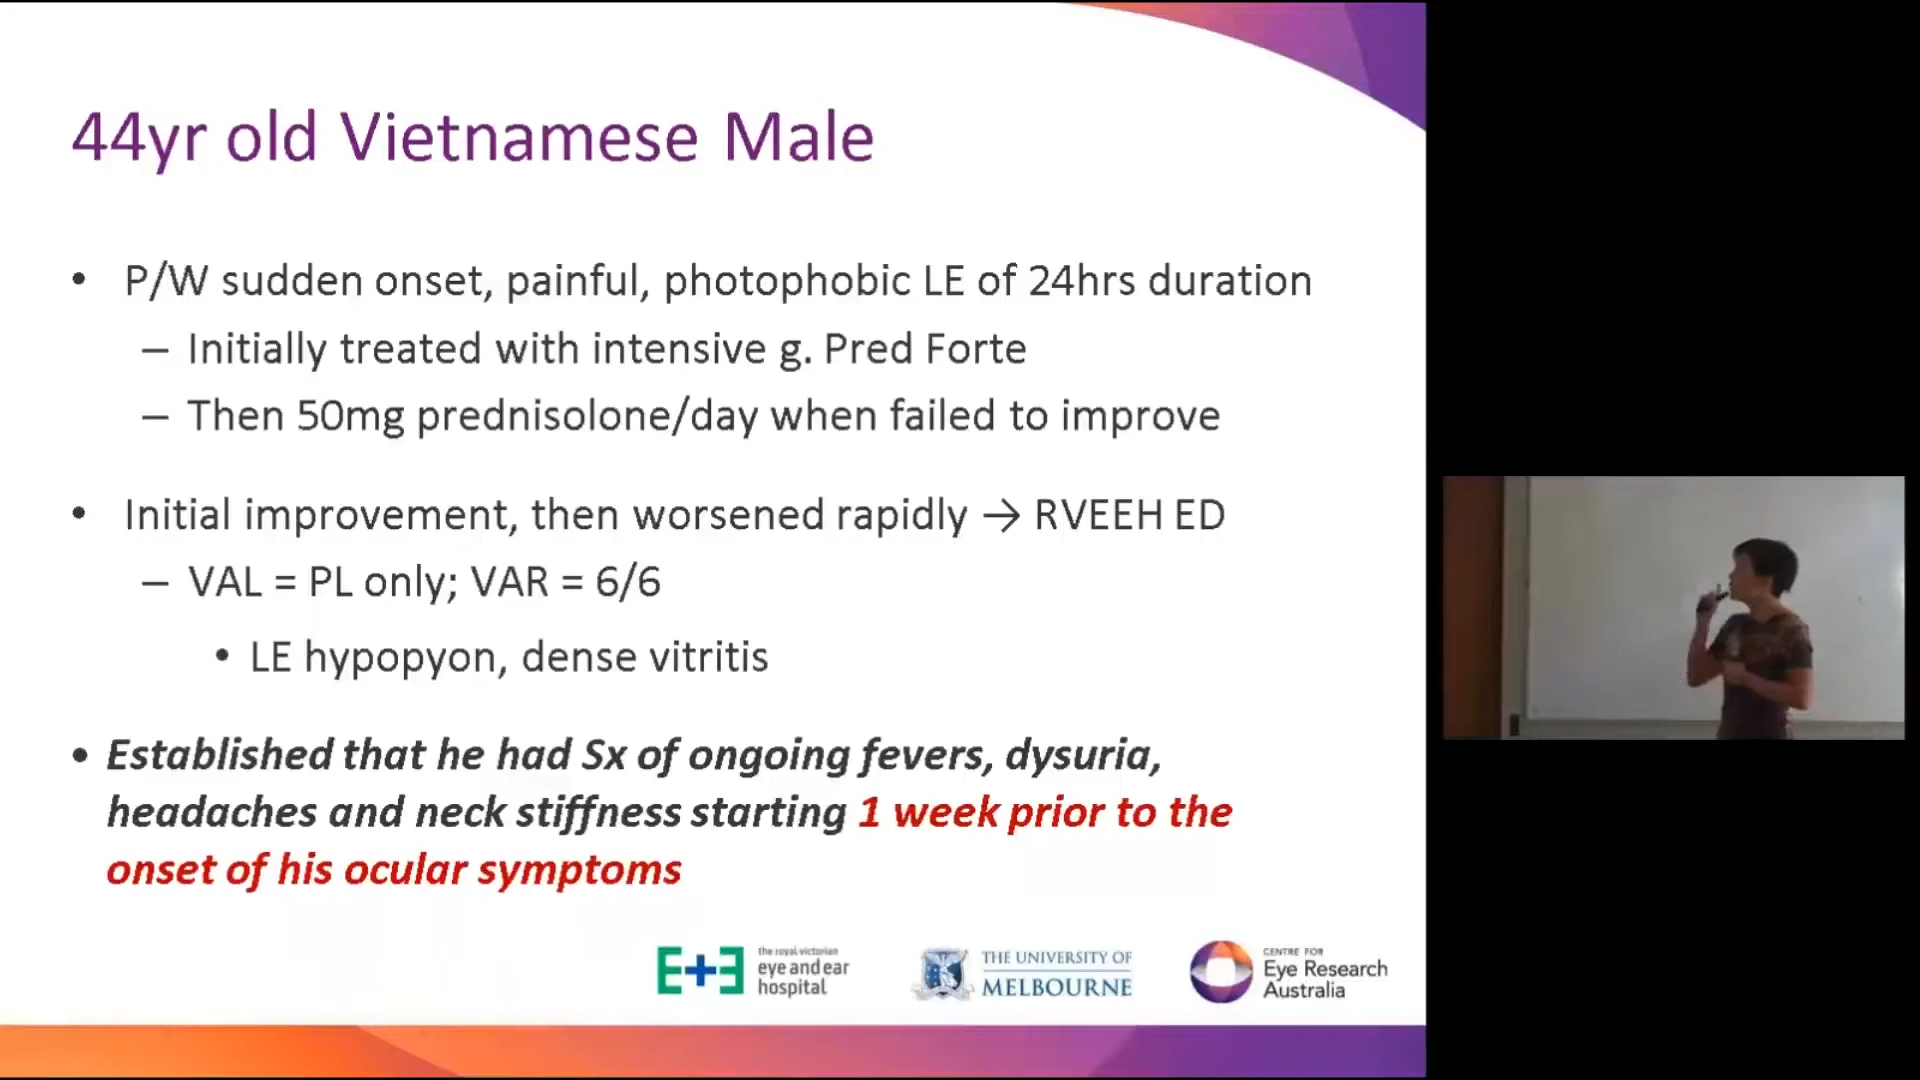 44yr old Vietnamese Male
• P/W sudden onset, painful, photophobic LE of 24hrs duration
– Initially treated with intensive g. Pred Forte
– Then 50mg prednisolone/day when failed to improve
• Initial improvement, then worsened rapidly → RVEEH ED
– VAL = PL only; VAR = 6/6
• LE hypopyon, dense vitritis
• Established that he had Sx of ongoing fevers, dysuria,
headaches and neck stiffness starting 1 week prior to the
onset of his ocular symptoms
E+E
the royal victorian
eye and ear
hospital
THE UNIVERSITY OF
MELBOURNE
CENTRE FOR
Eye Research
Australia